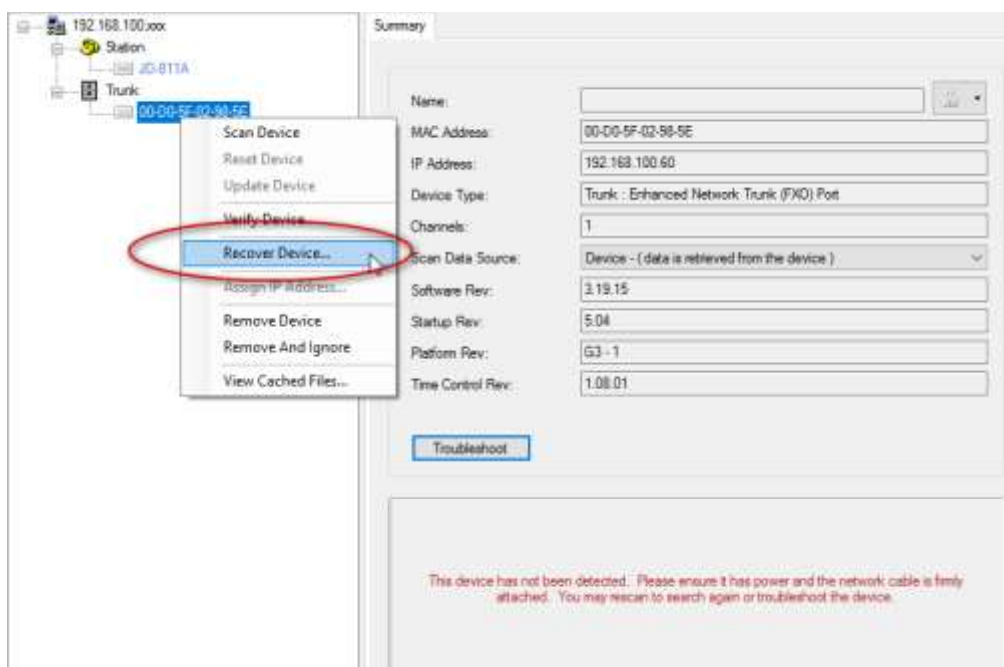 192.168.100.xxx
Station
JD-811A
Trunk
00-D0-5F-02-98-5E
Scan Device
Reset Device
Update Device
Verify Device
Recover Device...
Assign IP Address...
Remove Device
Remove And Ignore
View Cached Files...
Summary
Name:
MAC Address: 00-D0-5F-02-98-5E
IP Address: 192.168.100.60
Device Type: Trunk : Enhanced Network Trunk (FXO) Port
Channels: 1
Scan Data Source: Device - ( data is retrieved from the device )
Software Rev: 3.19.15
Startup Rev: 5.04
Platform Rev: G3 - 1
Time Control Rev: 1.08.01
Troubleshoot
This device has not been detected. Please ensure it has power and the network cable is firmly
attached. You may rescan to search again or troubleshoot the device.